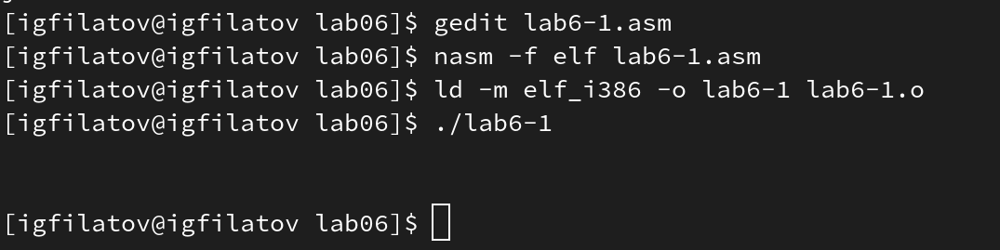 [igfilatov@igfilatov lab06]$ gedit lab6-1.asm
[igfilatov@igfilatov lab06]$ nasm -f elf lab6-1.asm
[igfilatov@igfilatov lab06]$ ld -m elf_i386 -o lab6-1 lab6-1.o
[igfilatov@igfilatov lab06]$ ./lab6-1
[igfilatov@igfilatov lab06]$